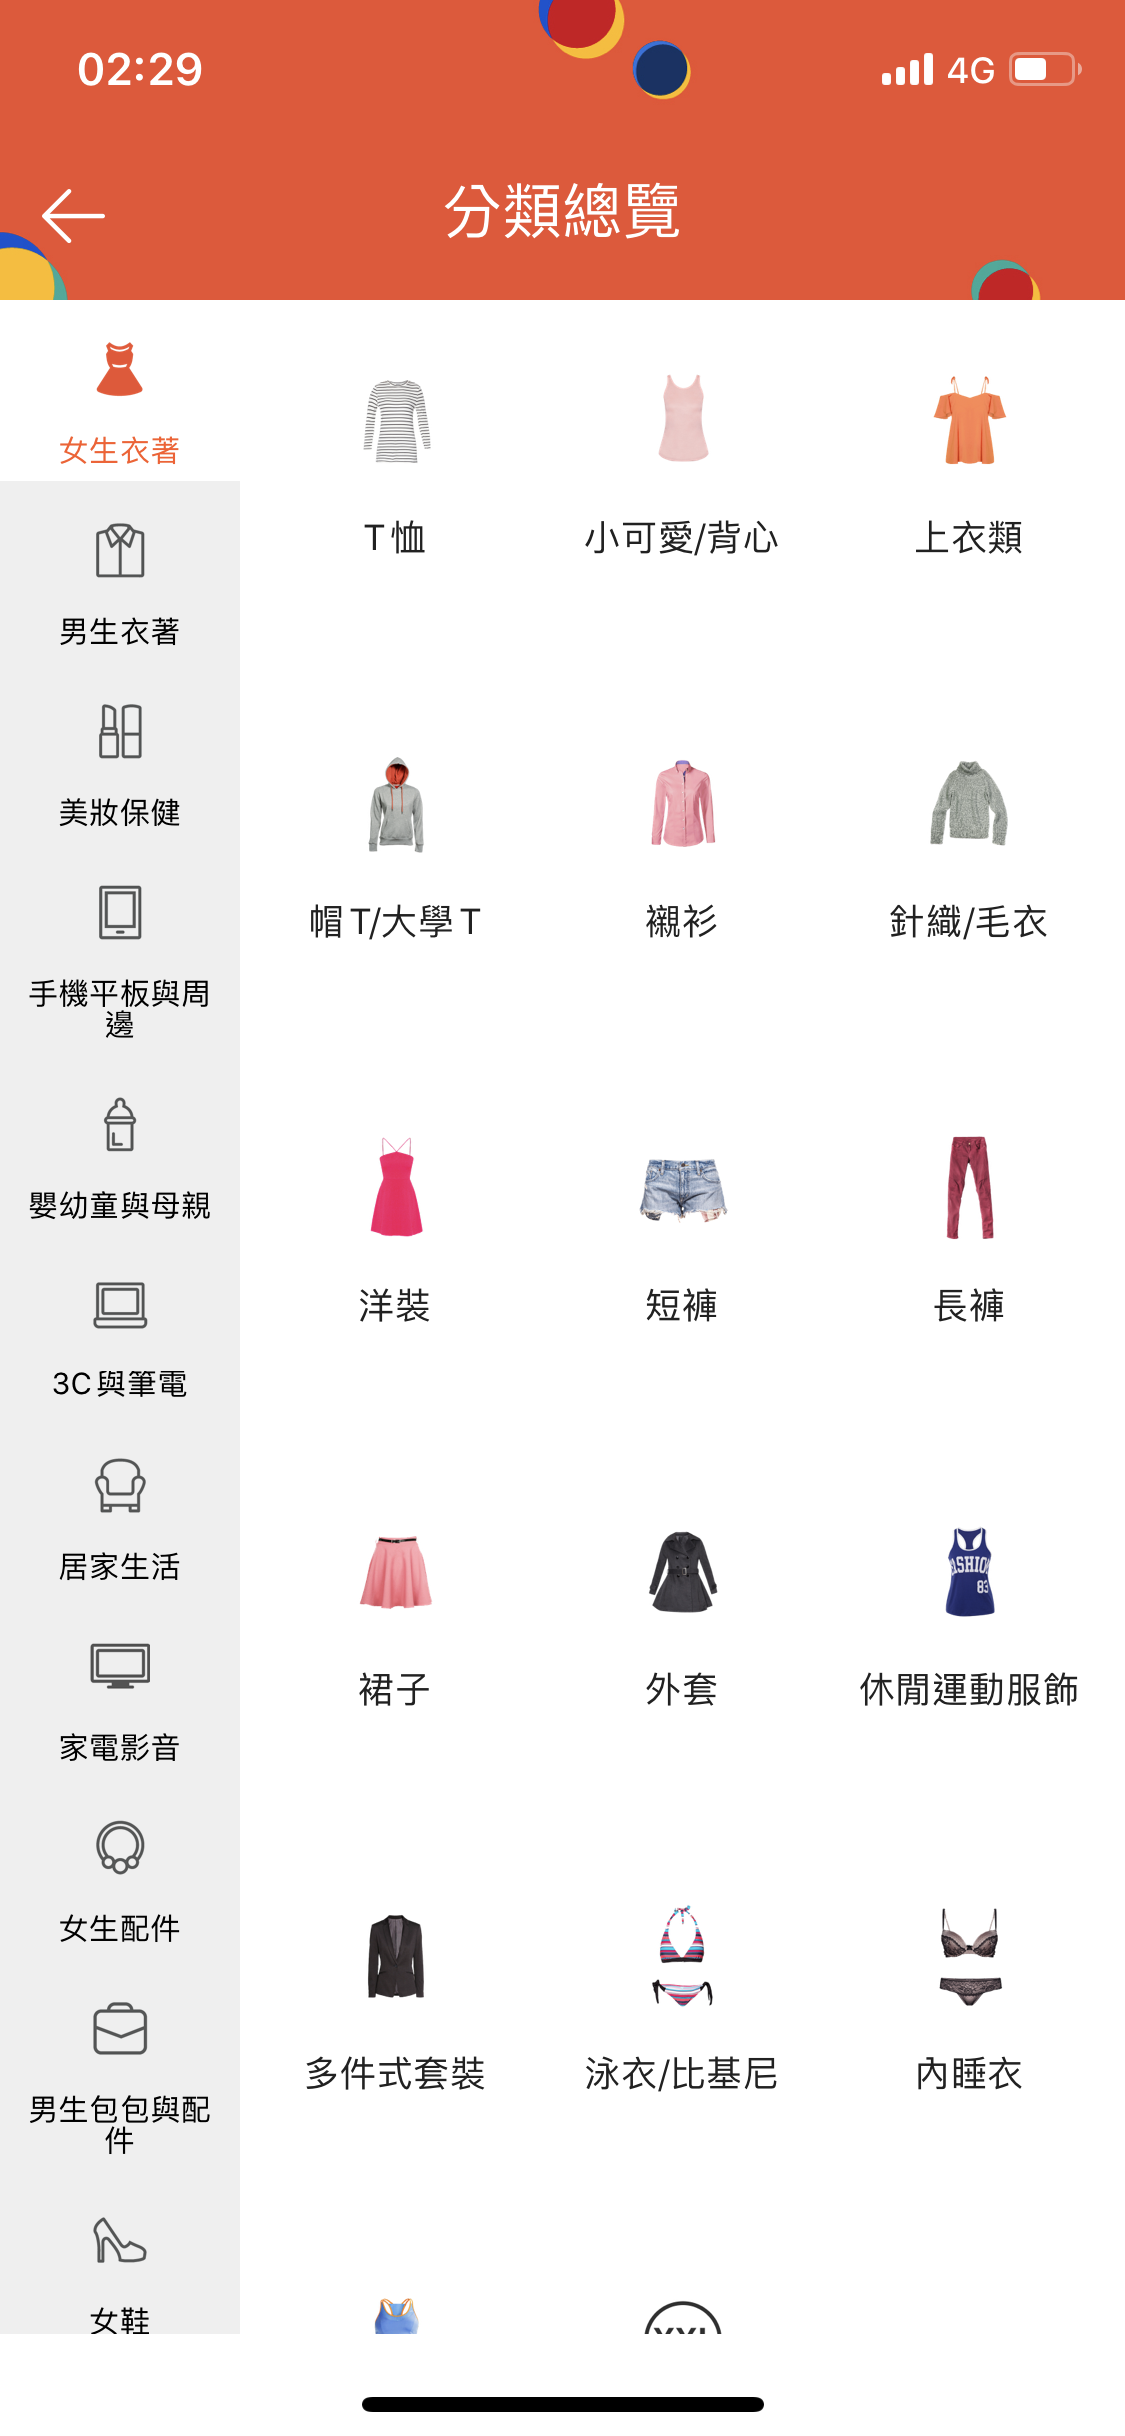 02:29
4G
分類總覽
女生衣著
男生衣著
美妝保健
手機平板與周
邊
嬰幼童與母親
3C與筆電
居家生活
家電影音
女生配件
男生包包與配
件
女鞋
T恤
小可愛/背心
上衣類
帽T/大學T
襯衫
針織/毛衣
洋裝
短褲
長褲
裙子
外套
休閒運動服飾
ASHION
83
多件式套裝
泳衣/比基尼
內睡衣